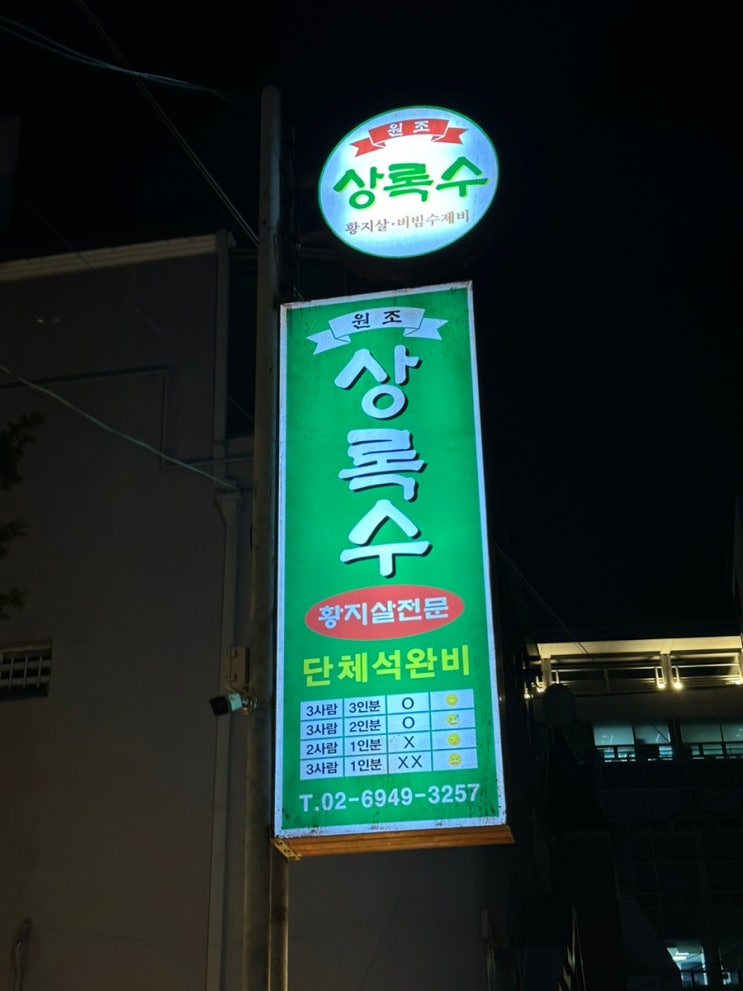 원조
상록수
황지살·비빔수제비
원조
상록수
황지살전문
단체석완비
3사람 3인분 O
3사람 2인분 O
2사람 1인분 X
3사람 1인분 XX
T.02-6949-3257